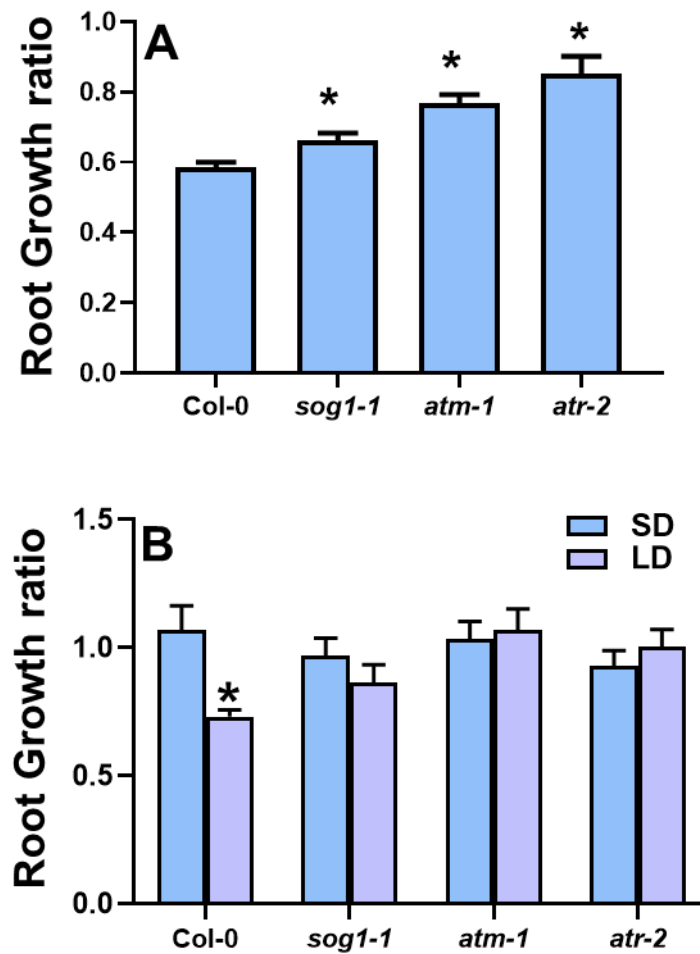 A
Root Growth ratio
1.0
0.8
0.6
0.4
0.2
0.0
* * *
Col-0 sog1-1 atm-1 atr-2
B
SD
LD
Root Growth ratio
1.5
1.0
0.5
0.0
*
Col-0 sog1-1 atm-1 atr-2